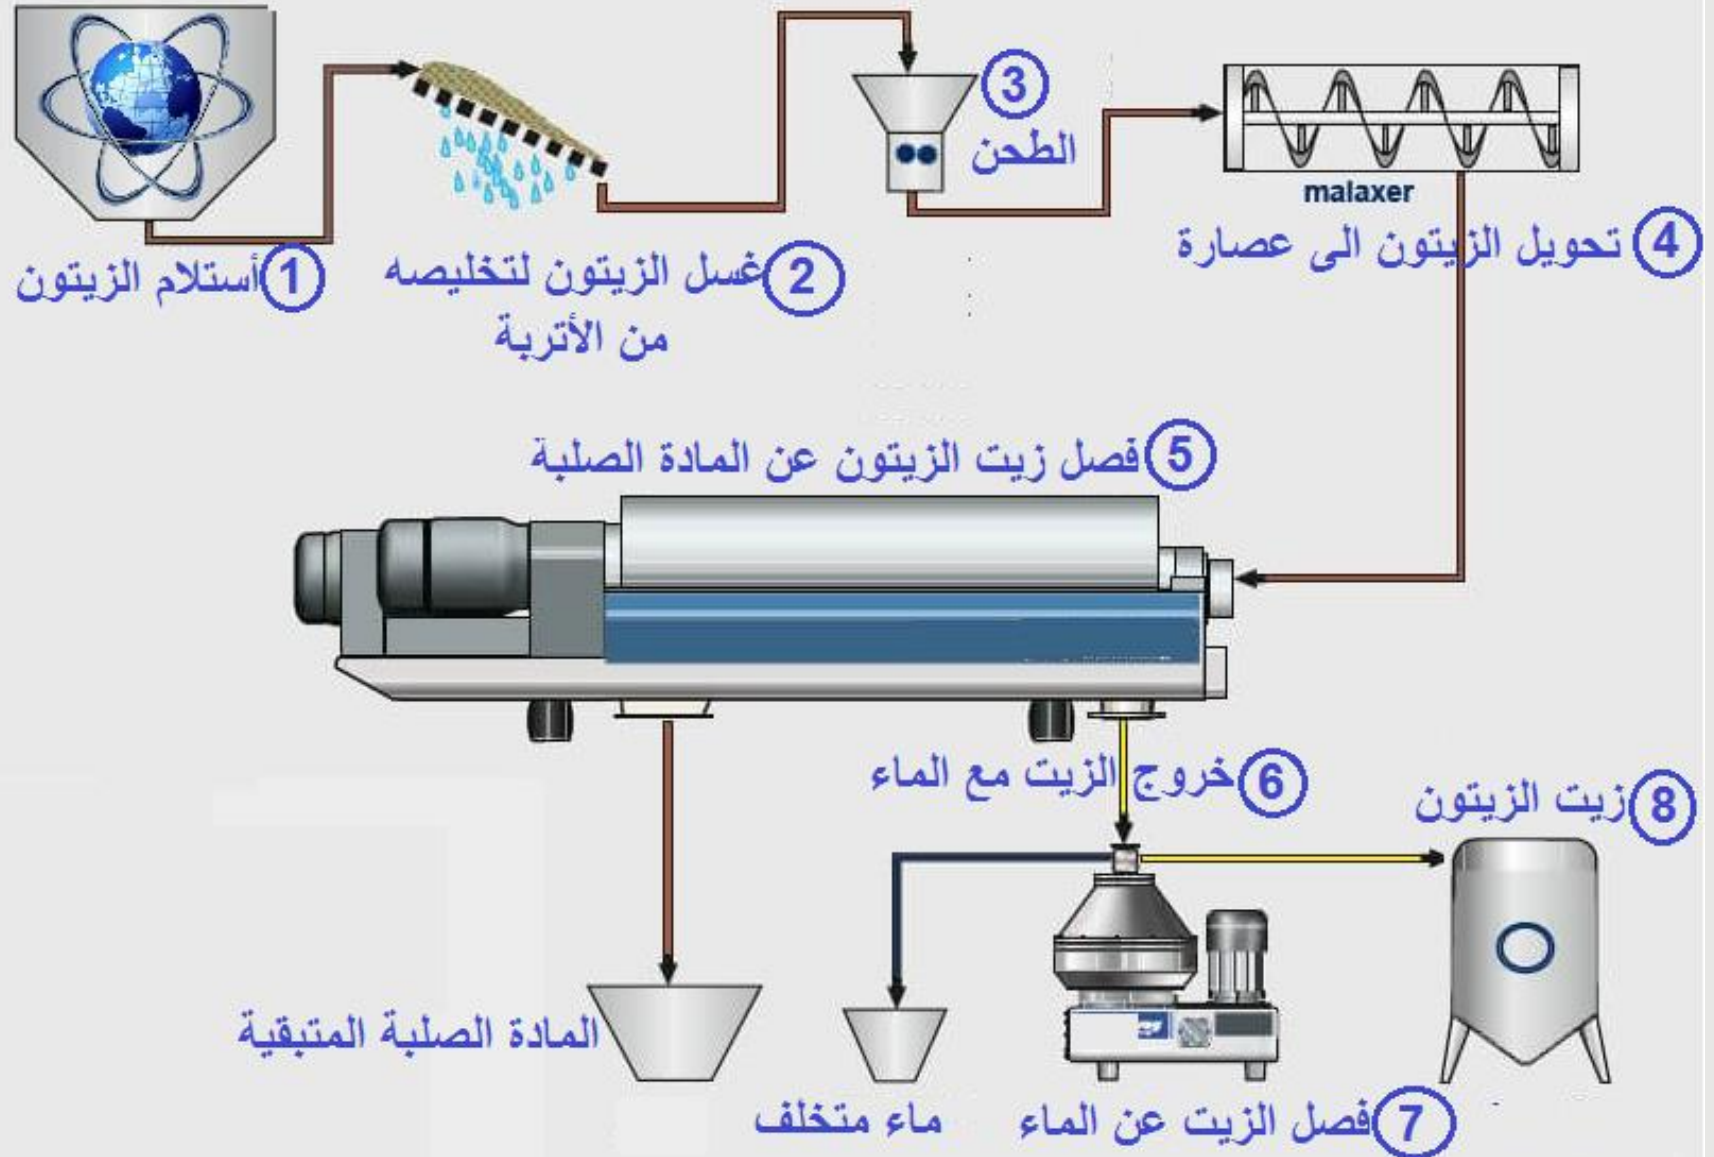 1 أستلام الزيتون
2 غسل الزيتون لتخليصه
من الأتربة
3
الطحن
malaxer
4 تحويل الزيتون الى عصارة
5 فصل زيت الزيتون عن المادة الصلبة
6 خروج الزيت مع الماء
8 زيت الزيتون
المادة الصلبة المتبقية
ماء متخلف
7 فصل الزيت عن الماء